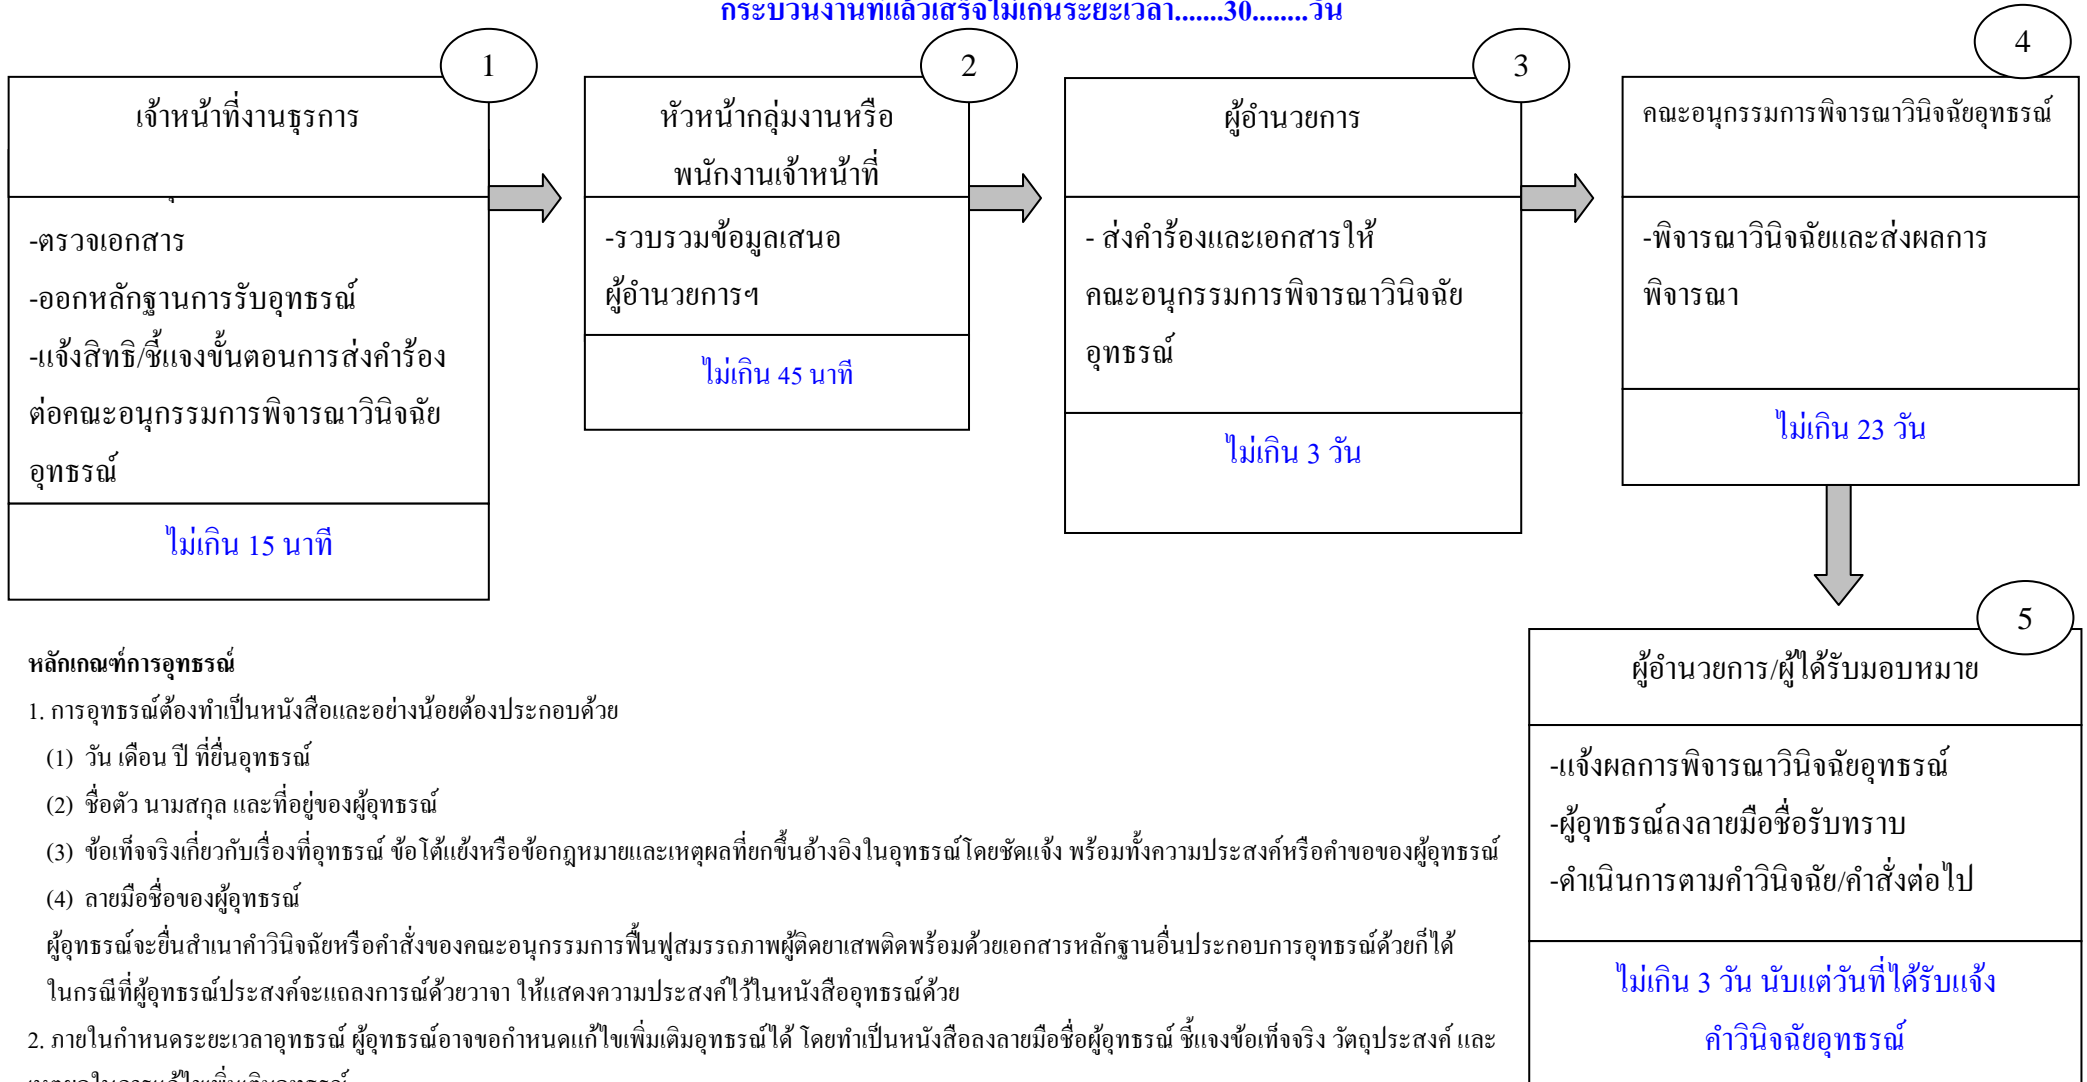 กระบวนงานที่แล้วเสร็จไม่เกินระยะเวลา.......30........วัน
1
เจ้าหน้าที่งานธุรการ
-ตรวจเอกสาร
-ออกหลักฐานการรับอุทธรณ์
-แจ้งสิทธิ/ชี้แจงขั้นตอนการส่งคำร้อง
ต่อคณะอนุกรรมการพิจารณาวินิจฉัย
อุทธรณ์
ไม่เกิน 15 นาที
2
หัวหน้ากลุ่มงานหรือ
พนักงานเจ้าหน้าที่
-รวบรวมข้อมูลเสนอ
ผู้อำนวยการฯ
ไม่เกิน 45 นาที
3
ผู้อำนวยการ
- ส่งคำร้องและเอกสารให้
คณะอนุกรรมการพิจารณาวินิจฉัย
อุทธรณ์
ไม่เกิน 3 วัน
4
คณะอนุกรรมการพิจารณาวินิจฉัยอุทธรณ์
-พิจารณาวินิจฉัยและส่งผลการ
พิจารณา
ไม่เกิน 23 วัน
5
ผู้อำนวยการ/ผู้ได้รับมอบหมาย
-แจ้งผลการพิจารณาวินิจฉัยอุทธรณ์
-ผู้อุทธรณ์ลงลายมือชื่อรับทราบ
-ดำเนินการตามคำวินิจฉัย/คำสั่งต่อไป
ไม่เกิน 3 วัน นับแต่วันที่ได้รับแจ้ง
คำวินิจฉัยอุทธรณ์
หลักเกณฑ์การอุทธรณ์
1. การอุทธรณ์ต้องทำเป็นหนังสือและอย่างน้อยต้องประกอบด้วย
(1) วัน เดือน ปี ที่ยื่นอุทธรณ์
(2) ชื่อตัว นามสกุล และที่อยู่ของผู้อุทธรณ์
(3) ข้อเท็จจริงเกี่ยวกับเรื่องที่อุทธรณ์ ข้อโต้แย้งหรือข้อกฎหมายและเหตุผลที่ยกขึ้นอ้างอิงในอุทธรณ์โดยชัดแจ้ง พร้อมทั้งความประสงค์หรือคำขอของผู้อุทธรณ์
(4) ลายมือชื่อของผู้อุทธรณ์
ผู้อุทธรณ์จะยื่นสำเนาคำวินิจฉัยหรือคำสั่งของคณะอนุกรรมการฟื้นฟูสมรรถภาพผู้ติดยาเสพติดพร้อมด้วยเอกสารหลักฐานอื่นประกอบการอุทธรณ์ด้วยก็ได้
ในกรณีที่ผู้อุทธรณ์ประสงค์จะแถลงการณ์ด้วยวาจา ให้แสดงความประสงค์ไว้ในหนังสืออุทธรณ์ด้วย
2. ภายในกำหนดระยะเวลาอุทธรณ์ ผู้อุทธรณ์อาจขอกำหนดแก้ไขเพิ่มเติมอุทธรณ์ได้ โดยทำเป็นหนังสือลงลายมือชื่อผู้อุทธรณ์ ชี้แจงข้อเท็จจริง วัตถุประสงค์ และ
เหตุผลในการแก้ไขเพิ่มเติมอุทธรณ์